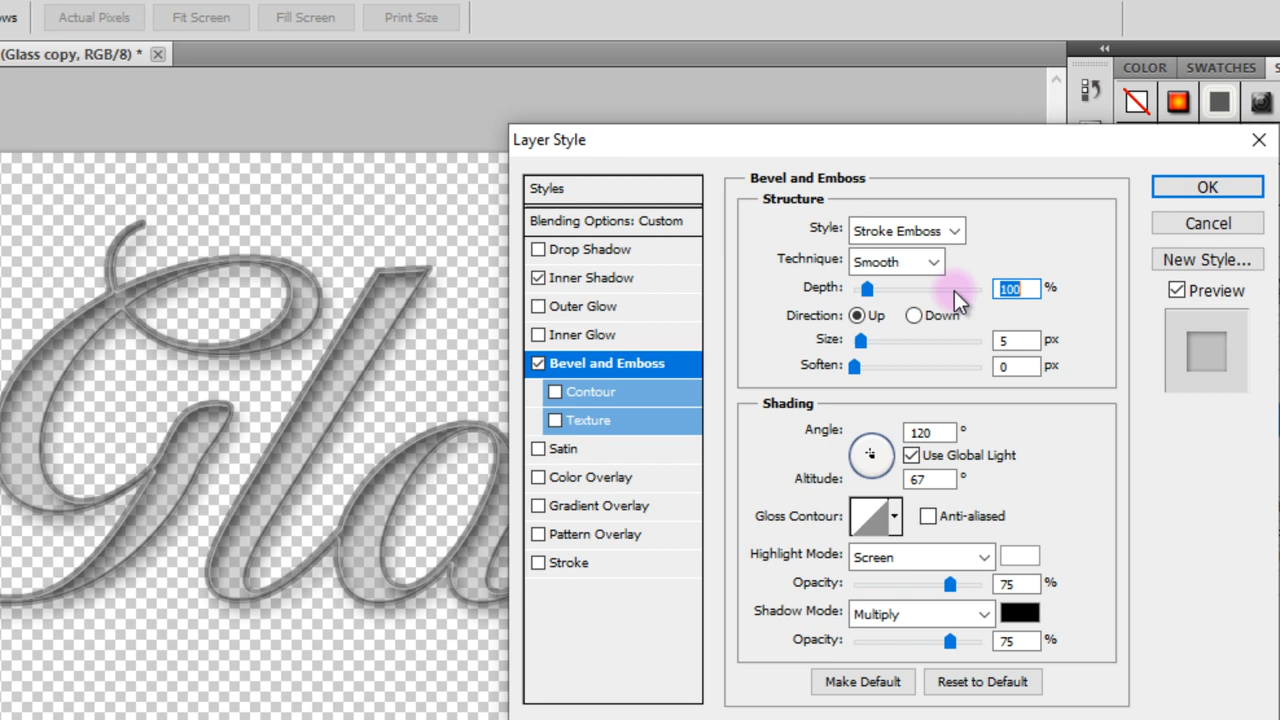 ows
Actual Pixels
Fit Screen
Fill Screen
Print Size
(Glass copy, RGB/8) *
COLOR
SWATCHES
S
Layer Style
Styles
Blending Options: Custom
Drop Shadow
Inner Shadow
Outer Glow
Inner Glow
Bevel and Emboss
Contour
Texture
Satin
Color Overlay
Gradient Overlay
Pattern Overlay
Stroke
Bevel and Emboss
Structure
Style: Stroke Emboss
Technique: Smooth
Depth: 100 %
Direction: Up Down
Size: 5 px
Soften: 0 px
Shading
Angle: 120 °
Use Global Light
Altitude: 67 °
Gloss Contour: Anti-aliased
Highlight Mode: Screen
Opacity: 75 %
Shadow Mode: Multiply
Opacity: 75 %
Make Default
Reset to Default
OK
Cancel
New Style...
Preview
Gla